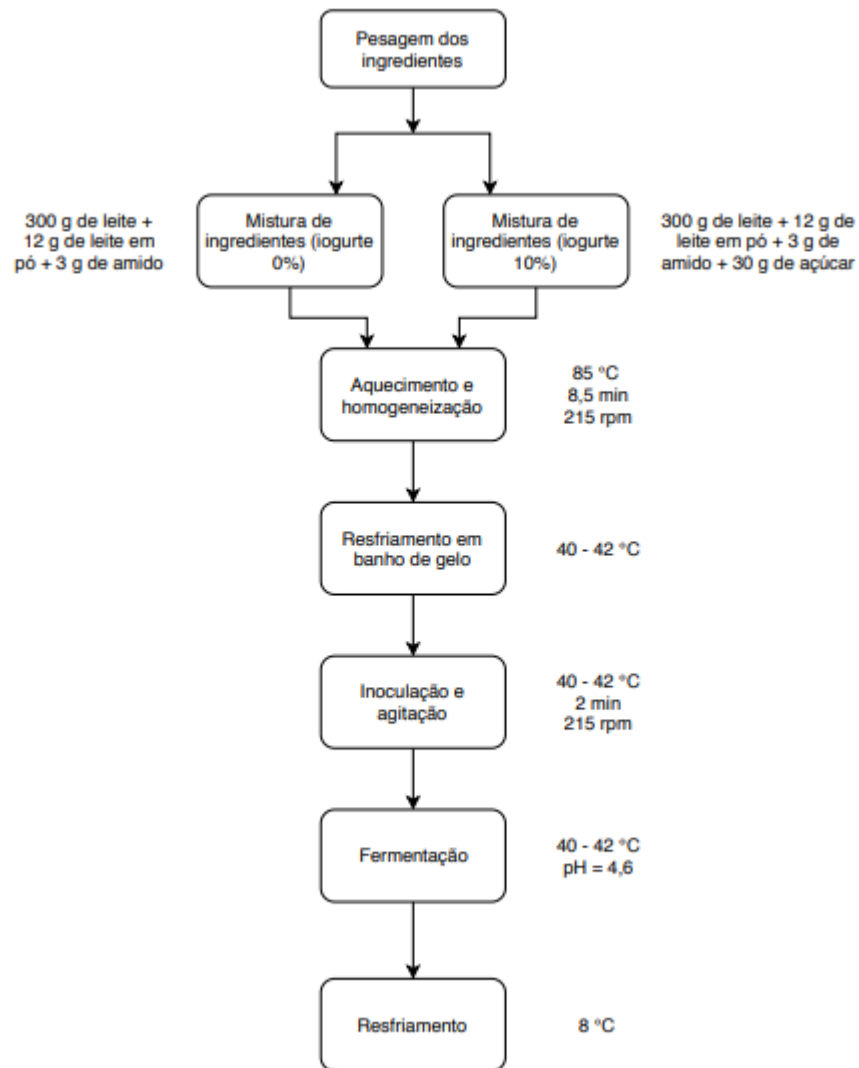 Pesagem dos
ingredientes
300 g de leite +
12 g de leite em
pó + 3 g de amido
Mistura de
ingredientes (iogurte
0%)
Mistura de
ingredientes (iogurte
10%)
300 g de leite + 12 g de
leite em pó + 3 g de
amido + 30 g de açúcar
Aquecimento e
homogeneização
85 °C
8,5 min
215 rpm
Resfriamento em
banho de gelo
40 - 42 °C
Inoculação e
agitação
40 - 42 °C
2 min
215 rpm
Fermentação
40 - 42 °C
pH = 4,6
Resfriamento
8 °C